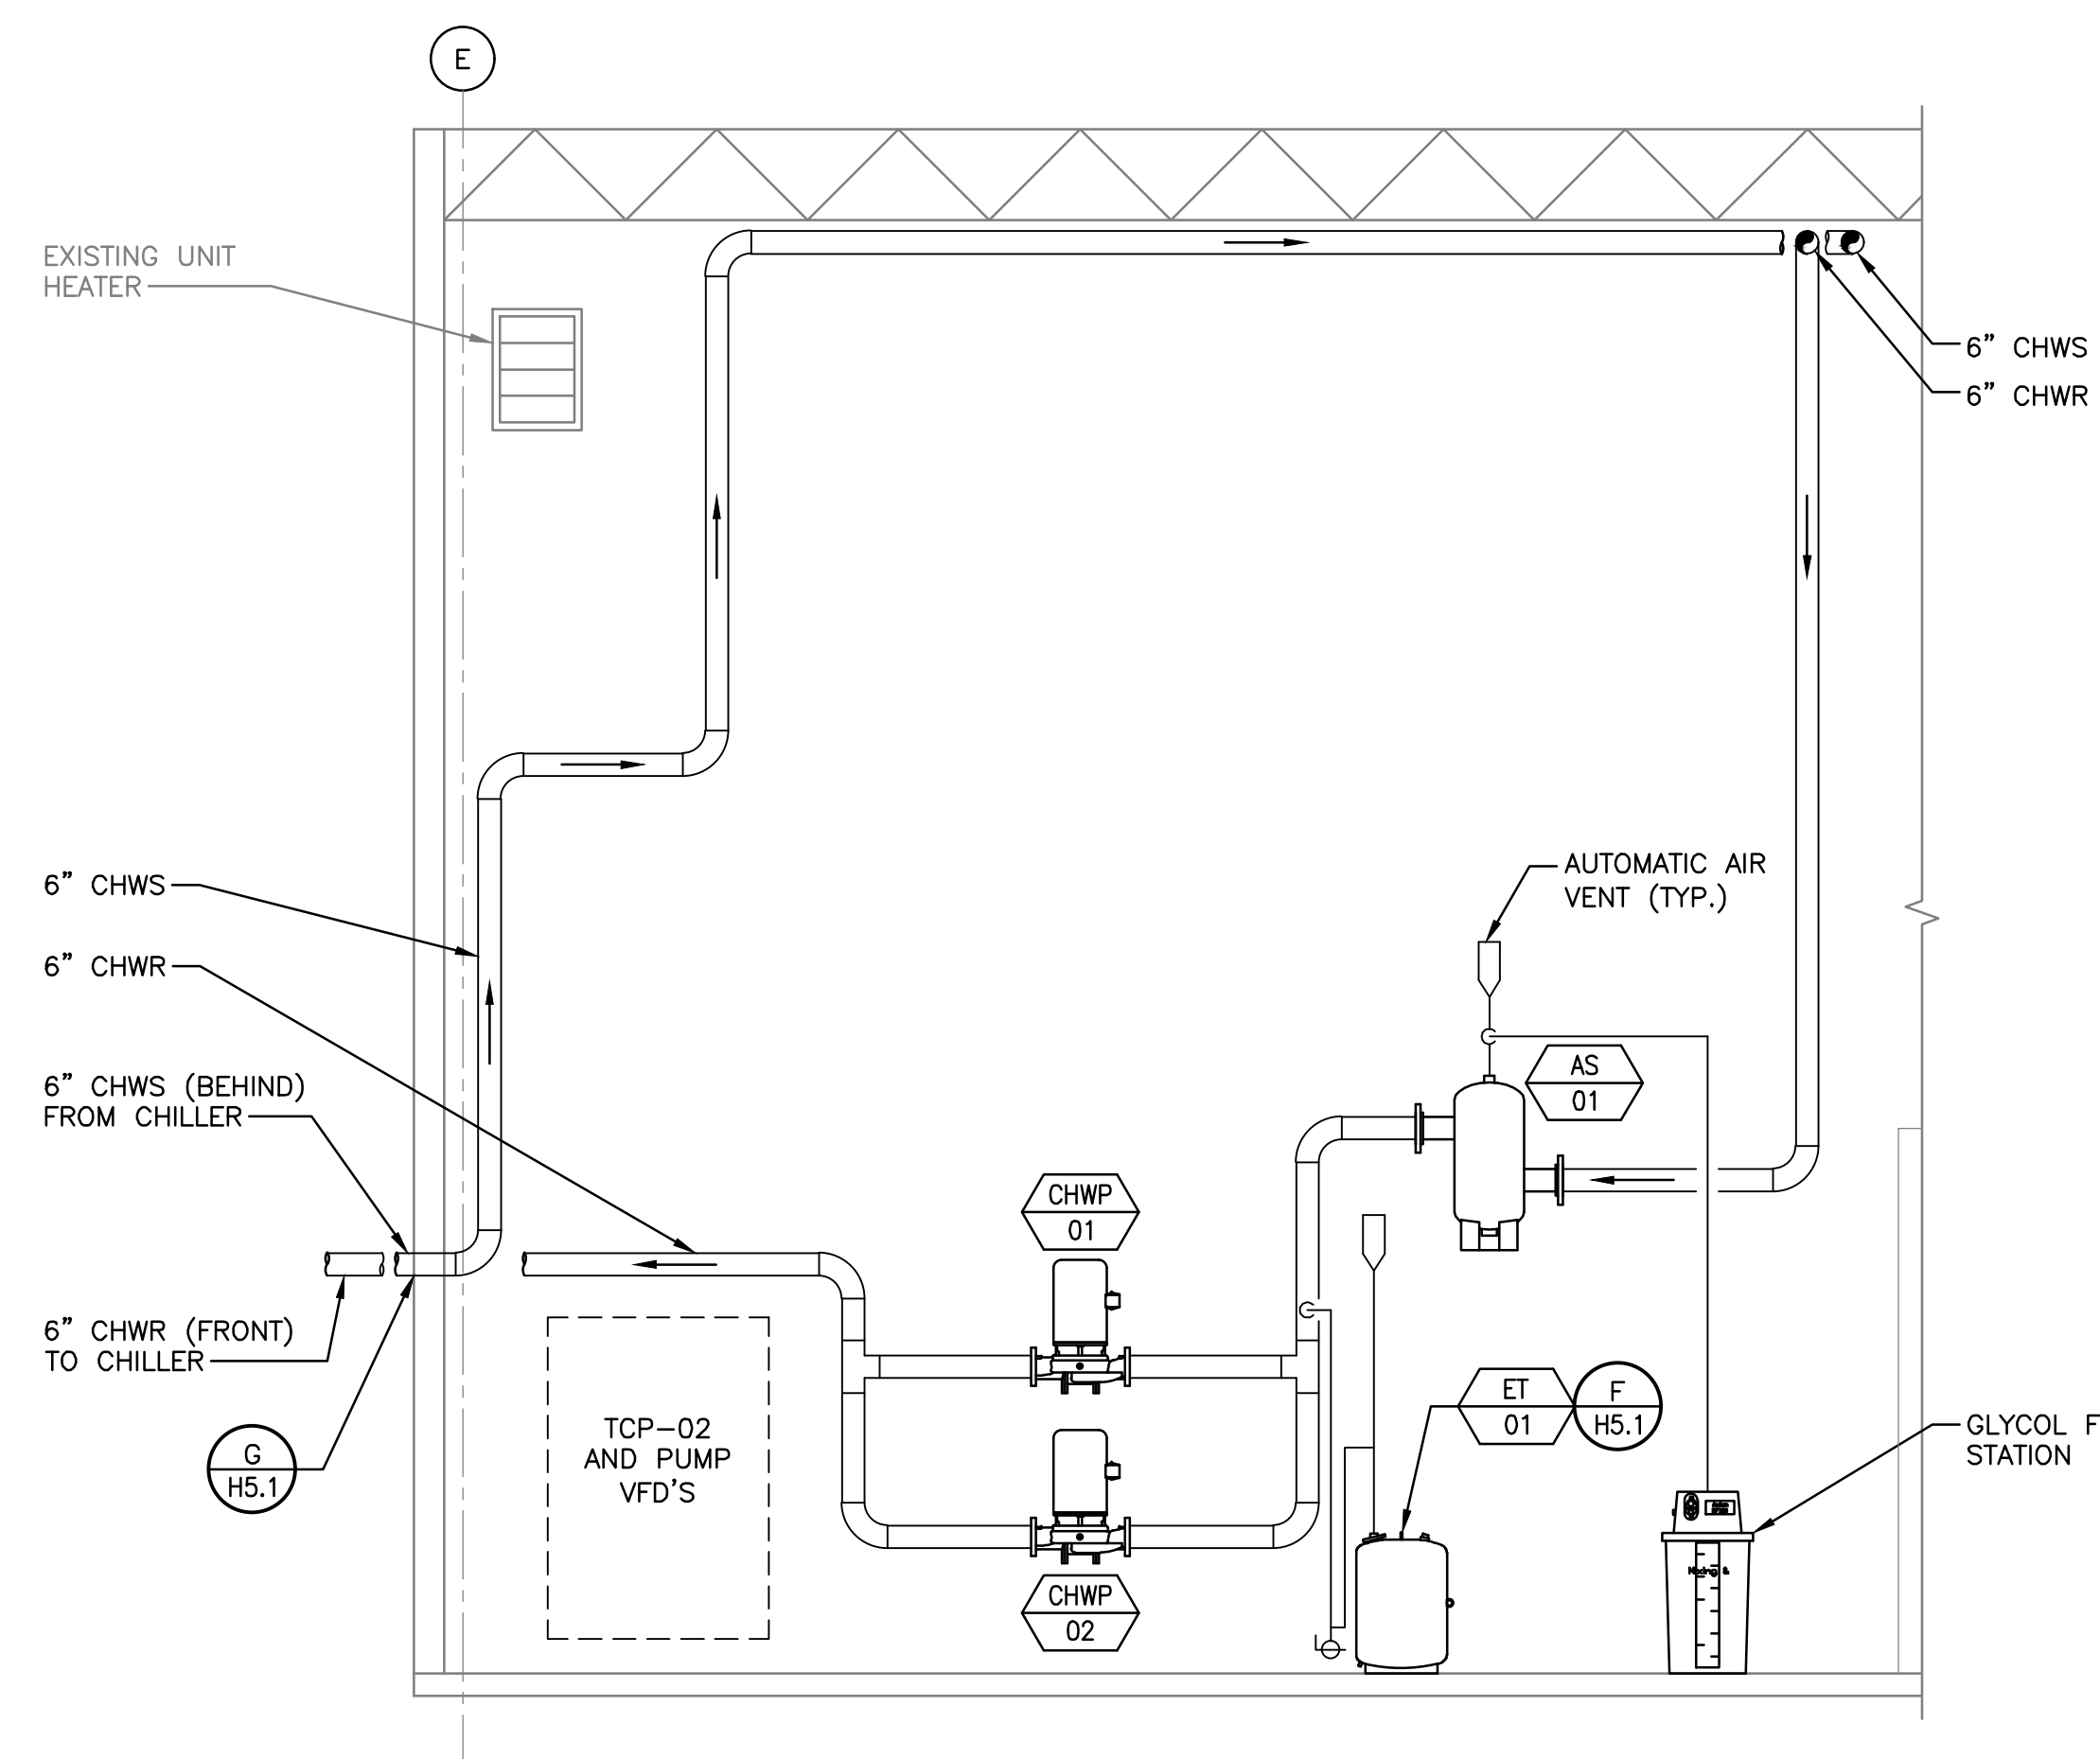 E
EXISTING UNIT
HEATER
6" CHWS
6" CHWR
6" CHWS
6" CHWR
AUTOMATIC AIR
VENT (TYP.)
AS
01
6" CHWS (BEHIND)
FROM CHILLER
CHWP
01
6" CHWR (FRONT)
TO CHILLER
G
H5.1
TCP-02
AND PUMP
VFD'S
ET
01
F
H5.1
GLYCOL
STATION
Mixing &
CHWP
02